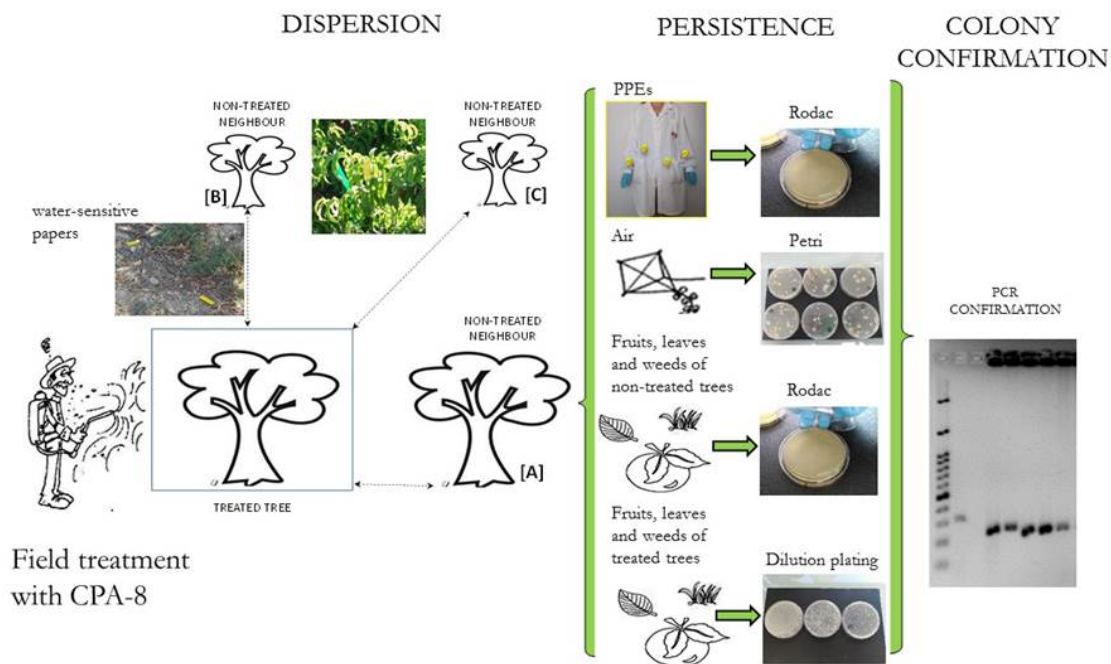 DISPERSION
PERSISTENCE
COLONY
CONFIRMATION
NON-TREATED
NEIGHBOUR
[B]
NON-TREATED
NEIGHBOUR
[C]
water-sensitive
papers
NON-TREATED
NEIGHBOUR
[A]
TREATED TREE
Field treatment
with CPA-8
PPEs
Rodac
Air
Petri
Fruits, leaves
and weeds of
non-treated trees
Rodac
Fruits, leaves
and weeds of
treated trees
Dilution plating
PCR
CONFIRMATION